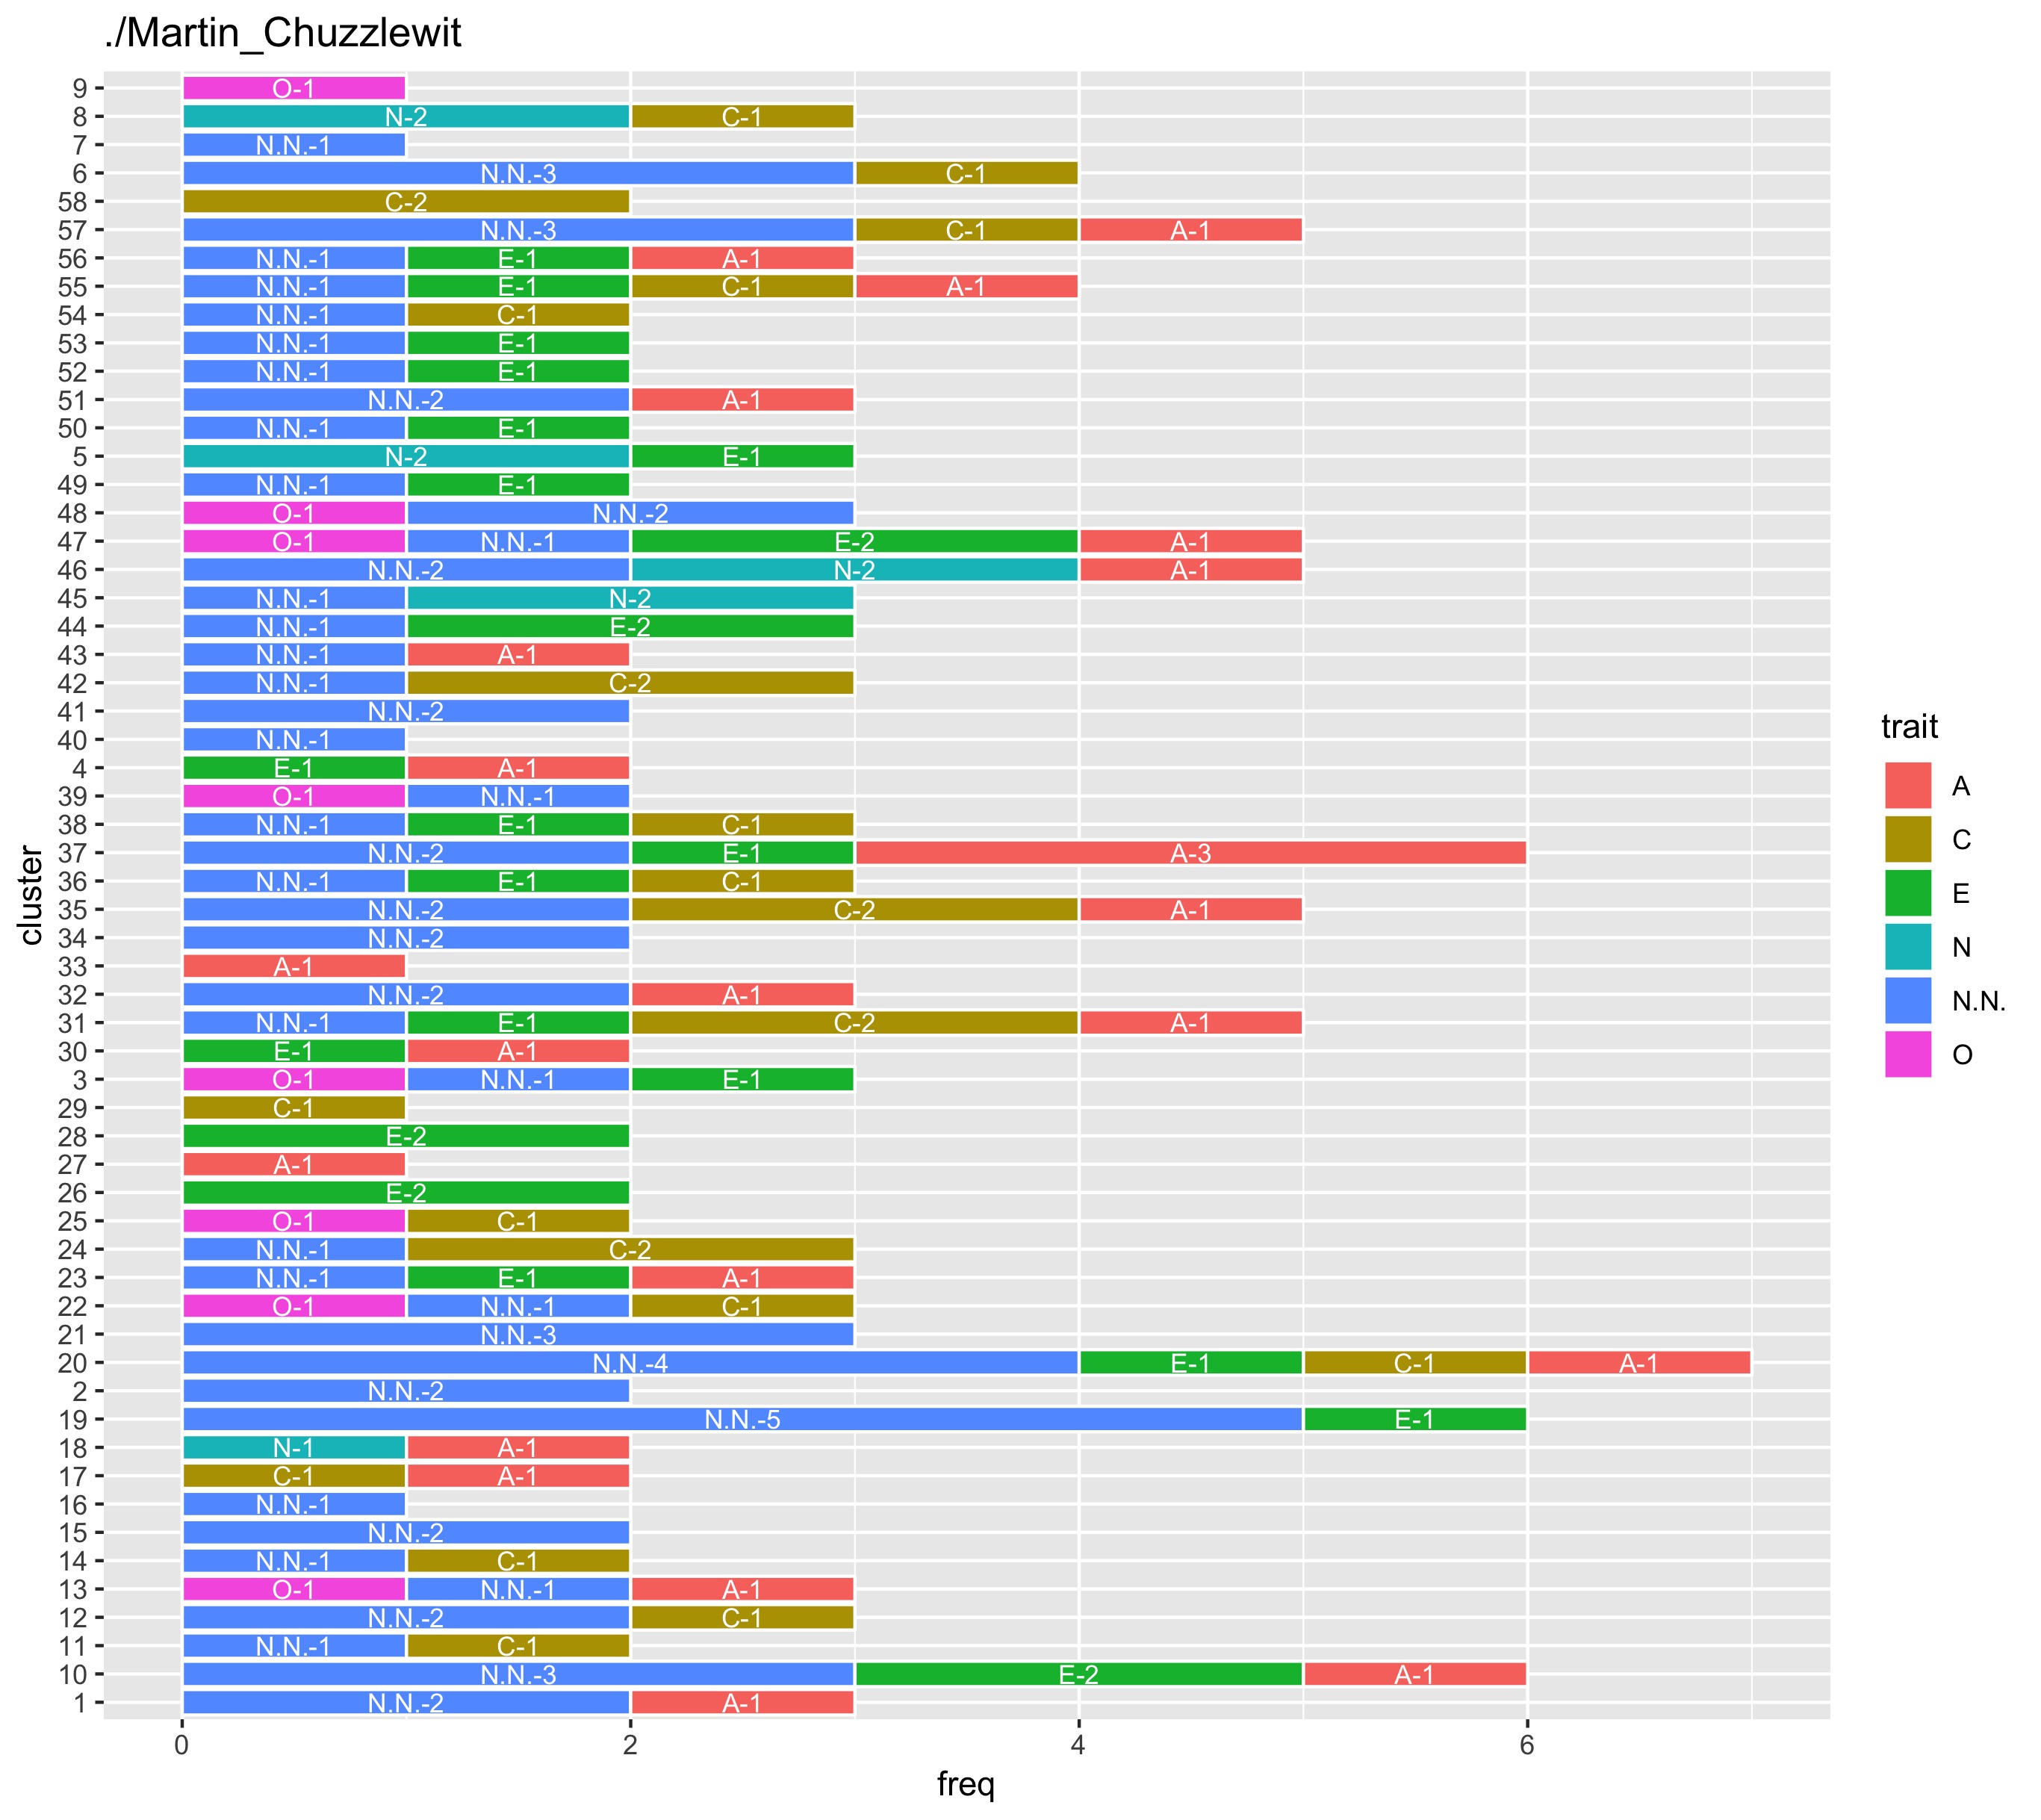 ./Martin_Chuzzlewit
9 O-1
8 N-2 C-1
7 N.N.-1
6 N.N.-3 C-1
58 C-2
57 N.N.-3 C-1 A-1
56 N.N.-1 E-1 A-1
55 N.N.-1 E-1 C-1 A-1
54 N.N.-1 C-1
53 N.N.-1 E-1
52 N.N.-1 E-1
51 N.N.-2 A-1
50 N.N.-1 E-1
5 N-2 E-1
49 N.N.-1 E-1
48 O-1 N.N.-2
47 O-1 N.N.-1 E-2 A-1
46 N.N.-2 N-2 A-1
45 N.N.-1 N-2
44 N.N.-1 E-2
43 N.N.-1 A-1
42 N.N.-1 C-2
41 N.N.-2
40 N.N.-1
4 E-1 A-1
39 O-1 N.N.-1
38 N.N.-1 E-1 C-1
37 N.N.-2 E-1 A-3
36 N.N.-1 E-1 C-1
35 N.N.-2 C-2 A-1
34 N.N.-2
33 A-1
32 N.N.-2 A-1
31 N.N.-1 E-1 C-2 A-1
30 E-1 A-1
3 O-1 N.N.-1 E-1
29 C-1
28 E-2
27 A-1
26 E-2
25 O-1 C-1
24 N.N.-1 C-2
23 N.N.-1 E-1 A-1
22 O-1 N.N.-1 C-1
21 N.N.-3
20 N.N.-4 E-1 C-1 A-1
2 N.N.-2
19 N.N.-5 E-1
18 N-1 A-1
17 C-1 A-1
16 N.N.-1
15 N.N.-2
14 N.N.-1 C-1
13 O-1 N.N.-1 A-1
12 N.N.-2 C-1
11 N.N.-1 C-1
10 N.N.-3 E-2 A-1
1 N.N.-2 A-1
0 2 4 6
freq
cluster
trait
A
C
E
N
N.N.
O